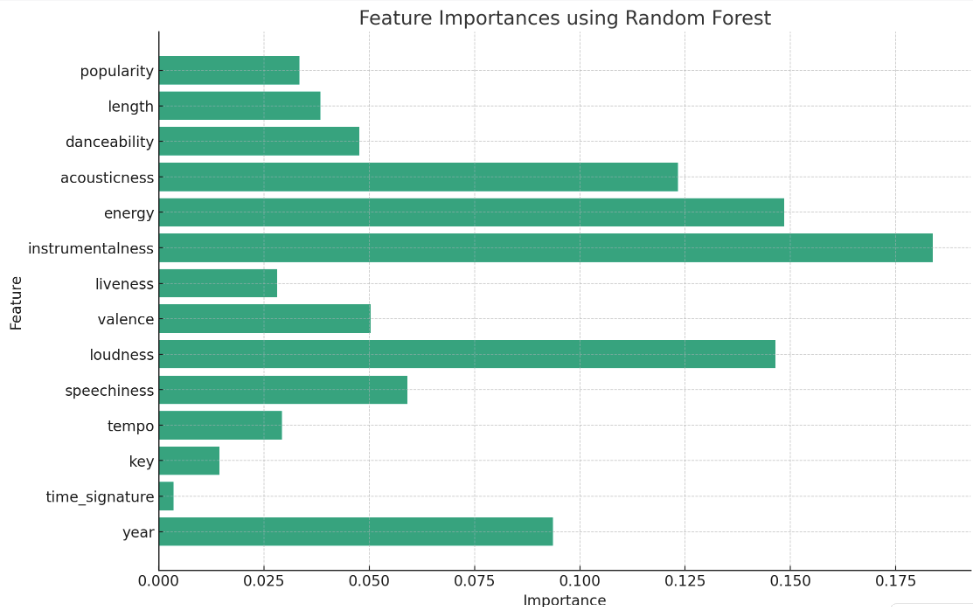 Feature Importances using Random Forest
popularity
length
danceability
acousticness
energy
instrumentalness
liveness
valence
loudness
speechiness
tempo
key
time_signature
year
Feature
0.000 0.025 0.050 0.075 0.100 0.125 0.150 0.175
Importance